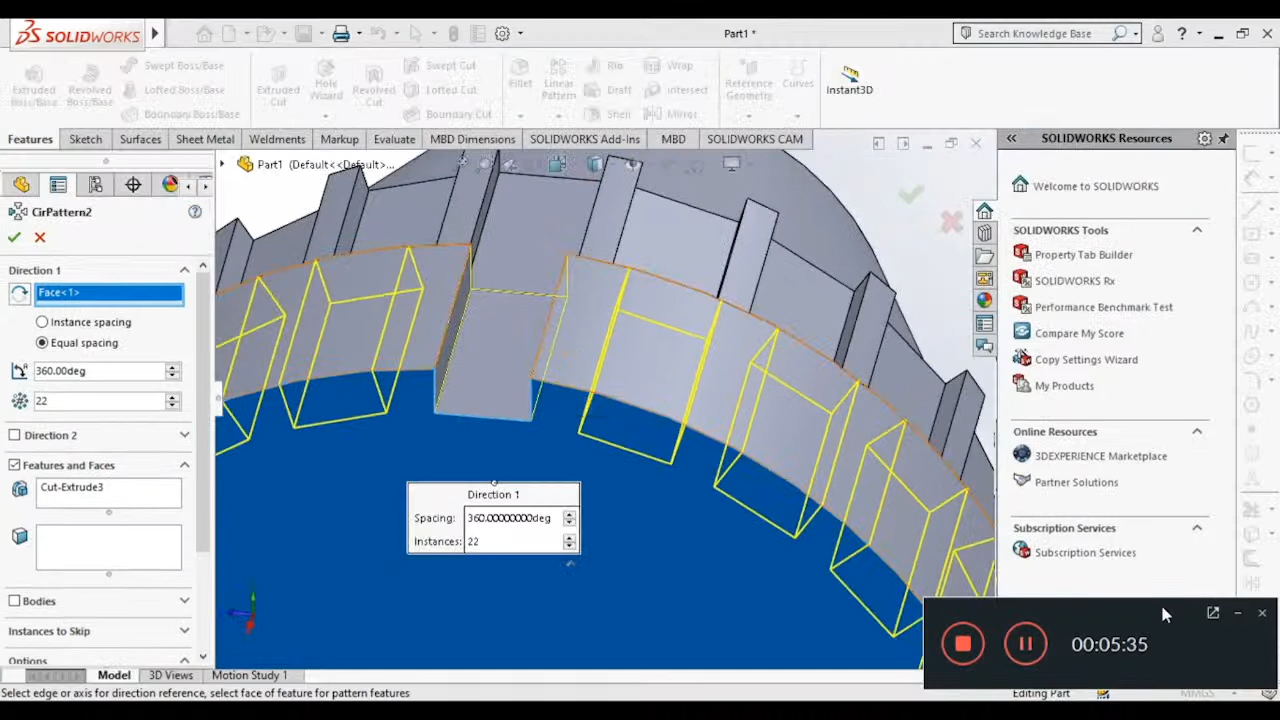 SOLIDWORKS
Part1 *
Search Knowledge Base
Extruded Boss/Base
Revolved Boss/Base
Swept Boss/Base
Lofted Boss/Base
Boundary Boss/Base
Extruded Cut
Hole Wizard
Revolved Cut
Swept Cut
Lofted Cut
Boundary Cut
Fillet
Linear Pattern
Rib
Draft
Shell
Wrap
Intersect
Mirror
Reference Geometry
Curves
Instant3D
Features Sketch Surfaces Sheet Metal Weldments Markup Evaluate MBD Dimensions SOLIDWORKS Add-Ins MBD SOLIDWORKS CAM
Part1 (Default<<Default>...
CirPattern2
Direction 1
Face<1>
Instance spacing
Equal spacing
360.00deg
22
Direction 2
Features and Faces
Cut-Extrude3
Bodies
Instances to Skip
Options
Direction 1
Spacing: 360.00000000deg
Instances: 22
SOLIDWORKS Resources
Welcome to SOLIDWORKS
SOLIDWORKS Tools
Property Tab Builder
SOLIDWORKS Rx
Performance Benchmark Test
Compare My Score
Copy Settings Wizard
My Products
Online Resources
3DEXPERIENCE Marketplace
Partner Solutions
Subscription Services
Subscription Services
00:05:35
Model 3D Views Motion Study 1
Select edge or axis for direction reference, select face of feature for pattern features
Editing Part
MMGS